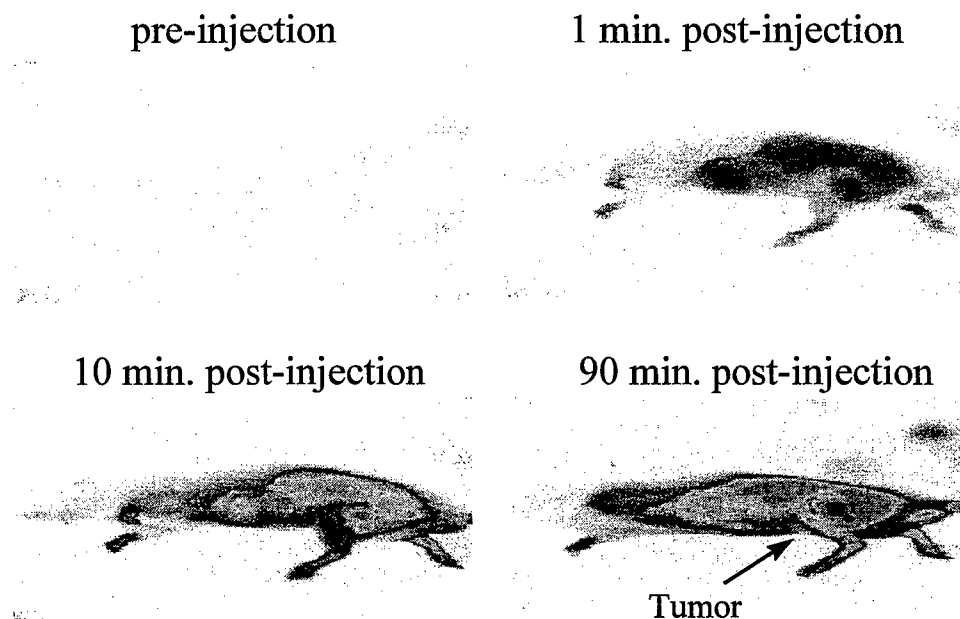 pre-injection
1 min. post-injection
10 min. post-injection
90 min. post-injection
Tumor